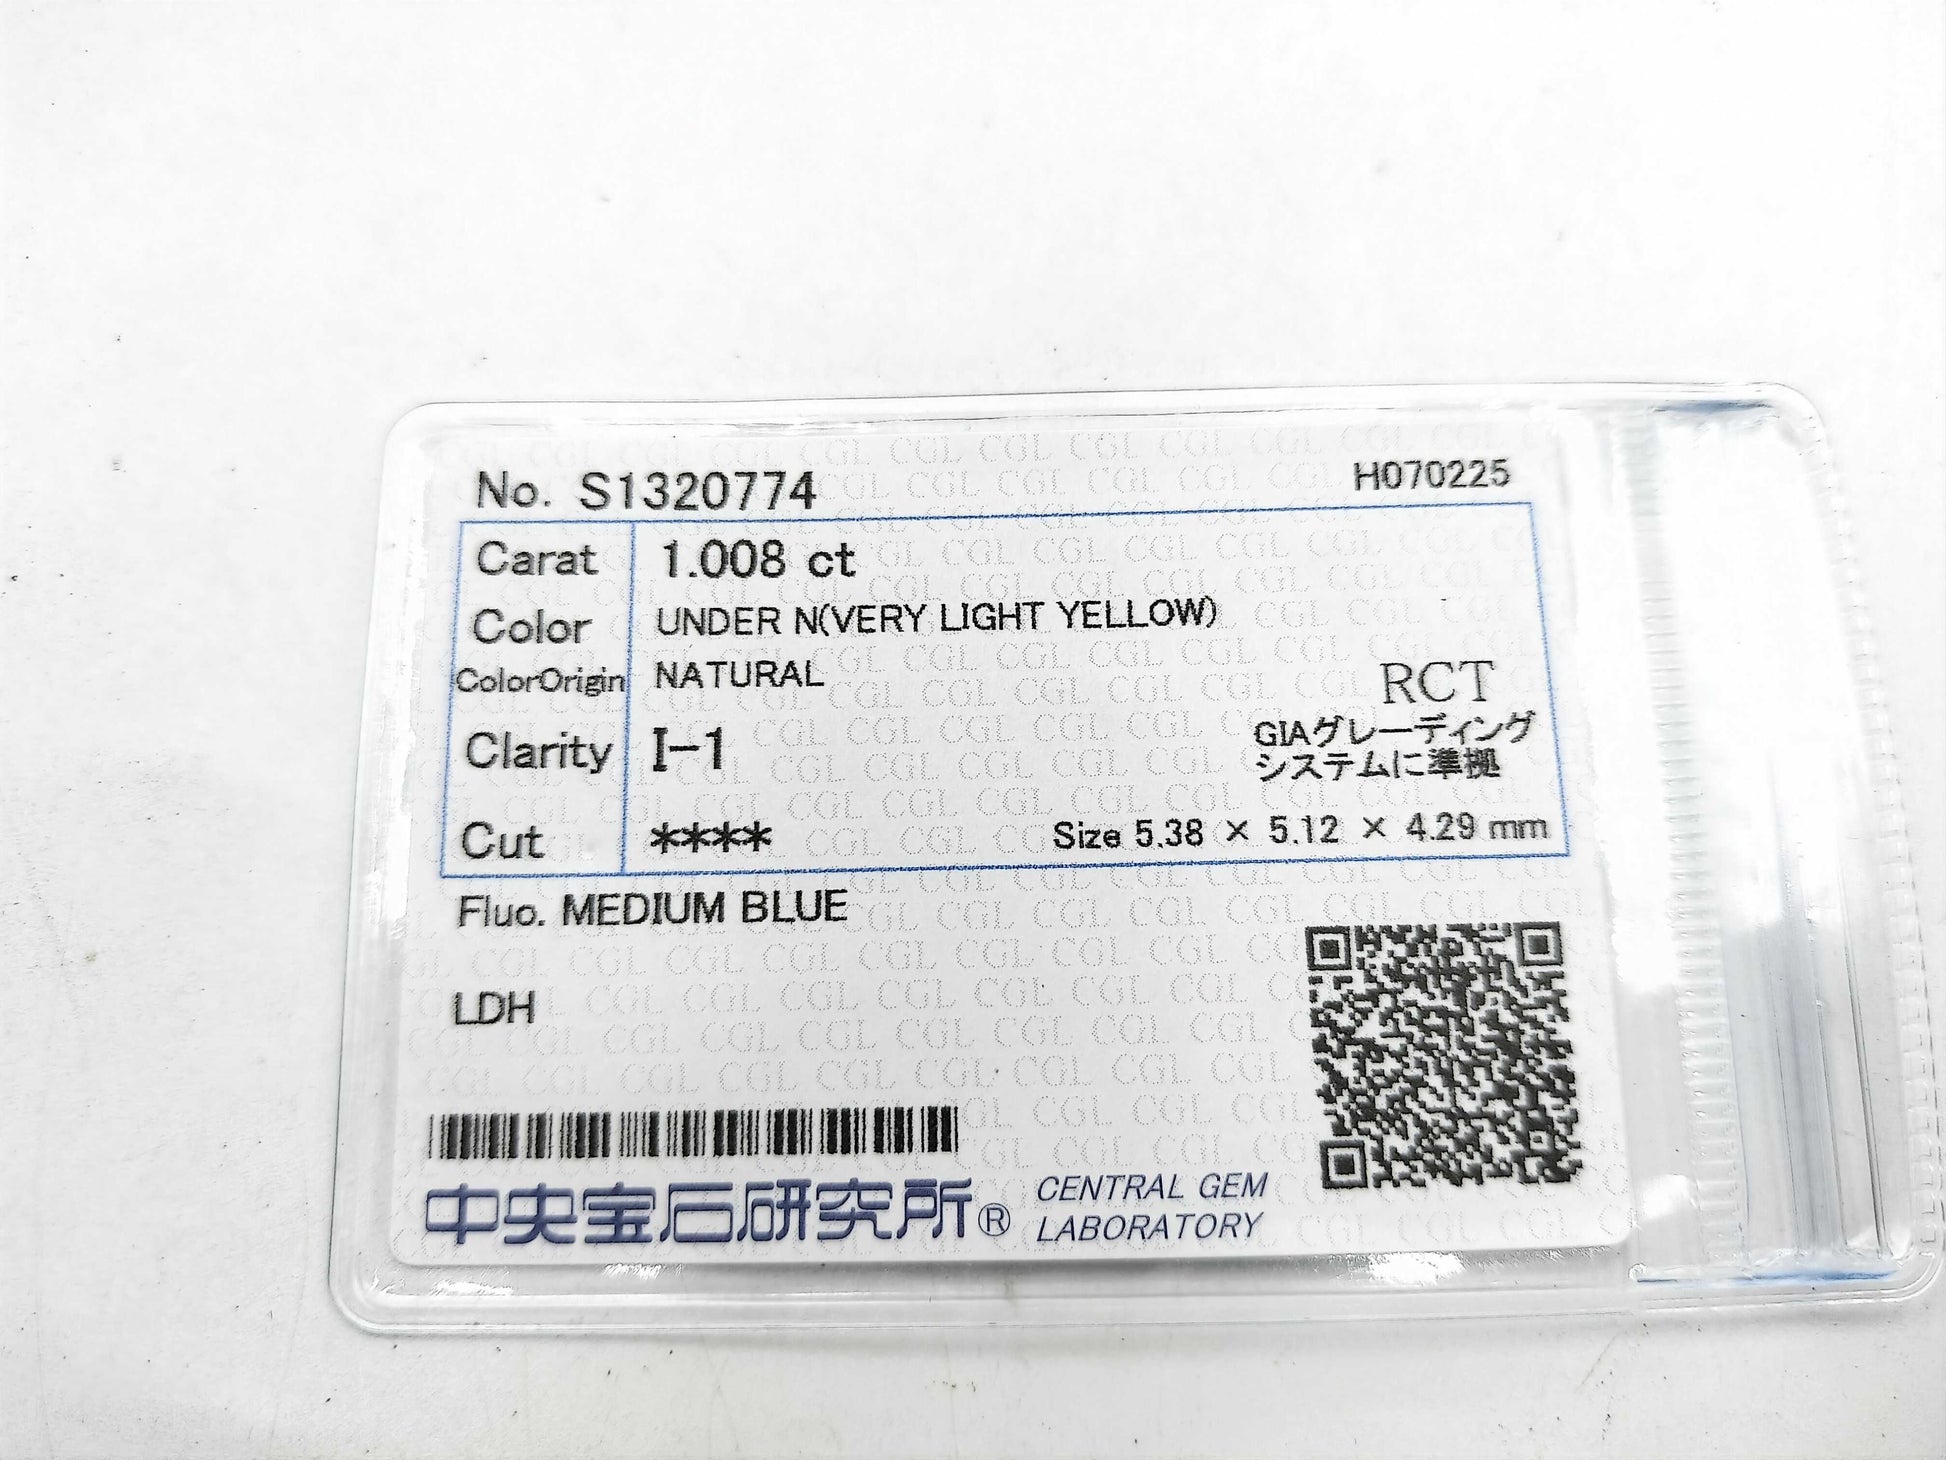 No. S1320774
H070225
Carat 1.008 ct
Color UNDER N(VERY LIGHT YELLOW)
ColorOrigin NATURAL
RCT
Clarity I-1
GIAグレーディング
システムに準拠
Cut ****
Size 5.38 × 5.12 × 4.29 mm
Fluo. MEDIUM BLUE
LDH
中央宝石研究所®
CENTRAL GEM
LABORATORY